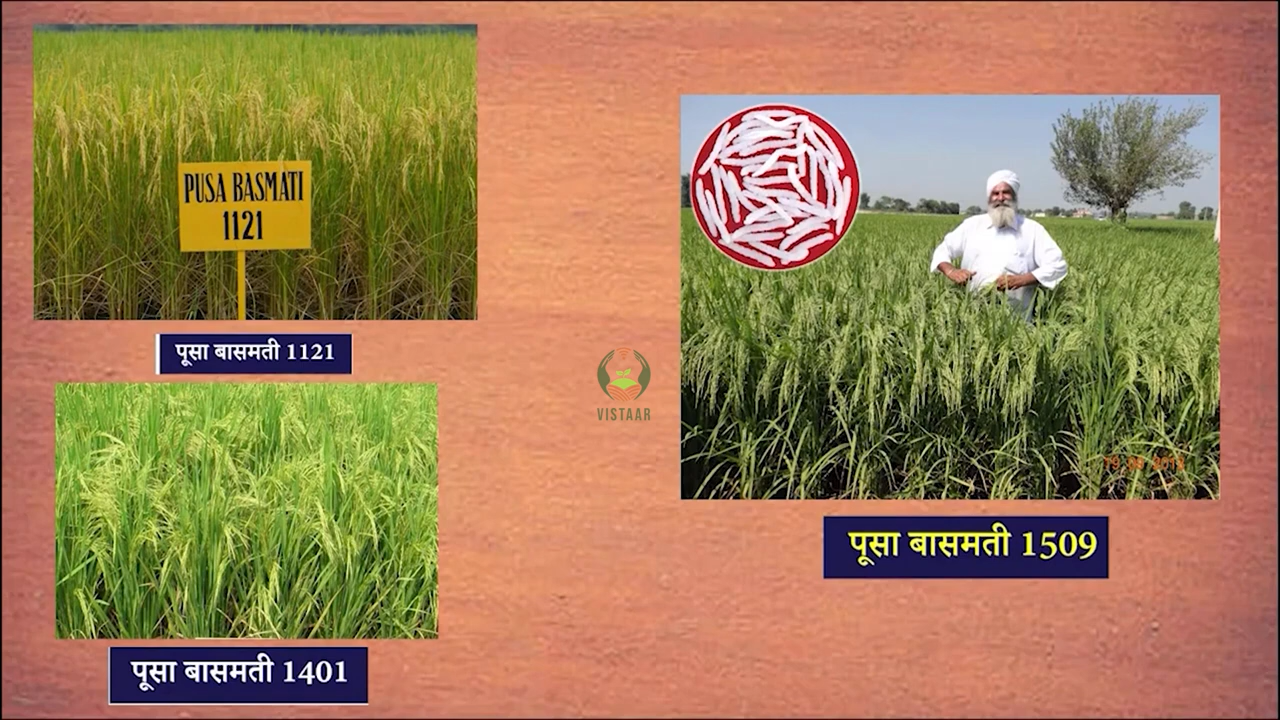 PUSA BASMATI
1121
पूसा बासमती 1121
पूसा बासमती 1401
VISTAAR
पूसा बासमती 1509